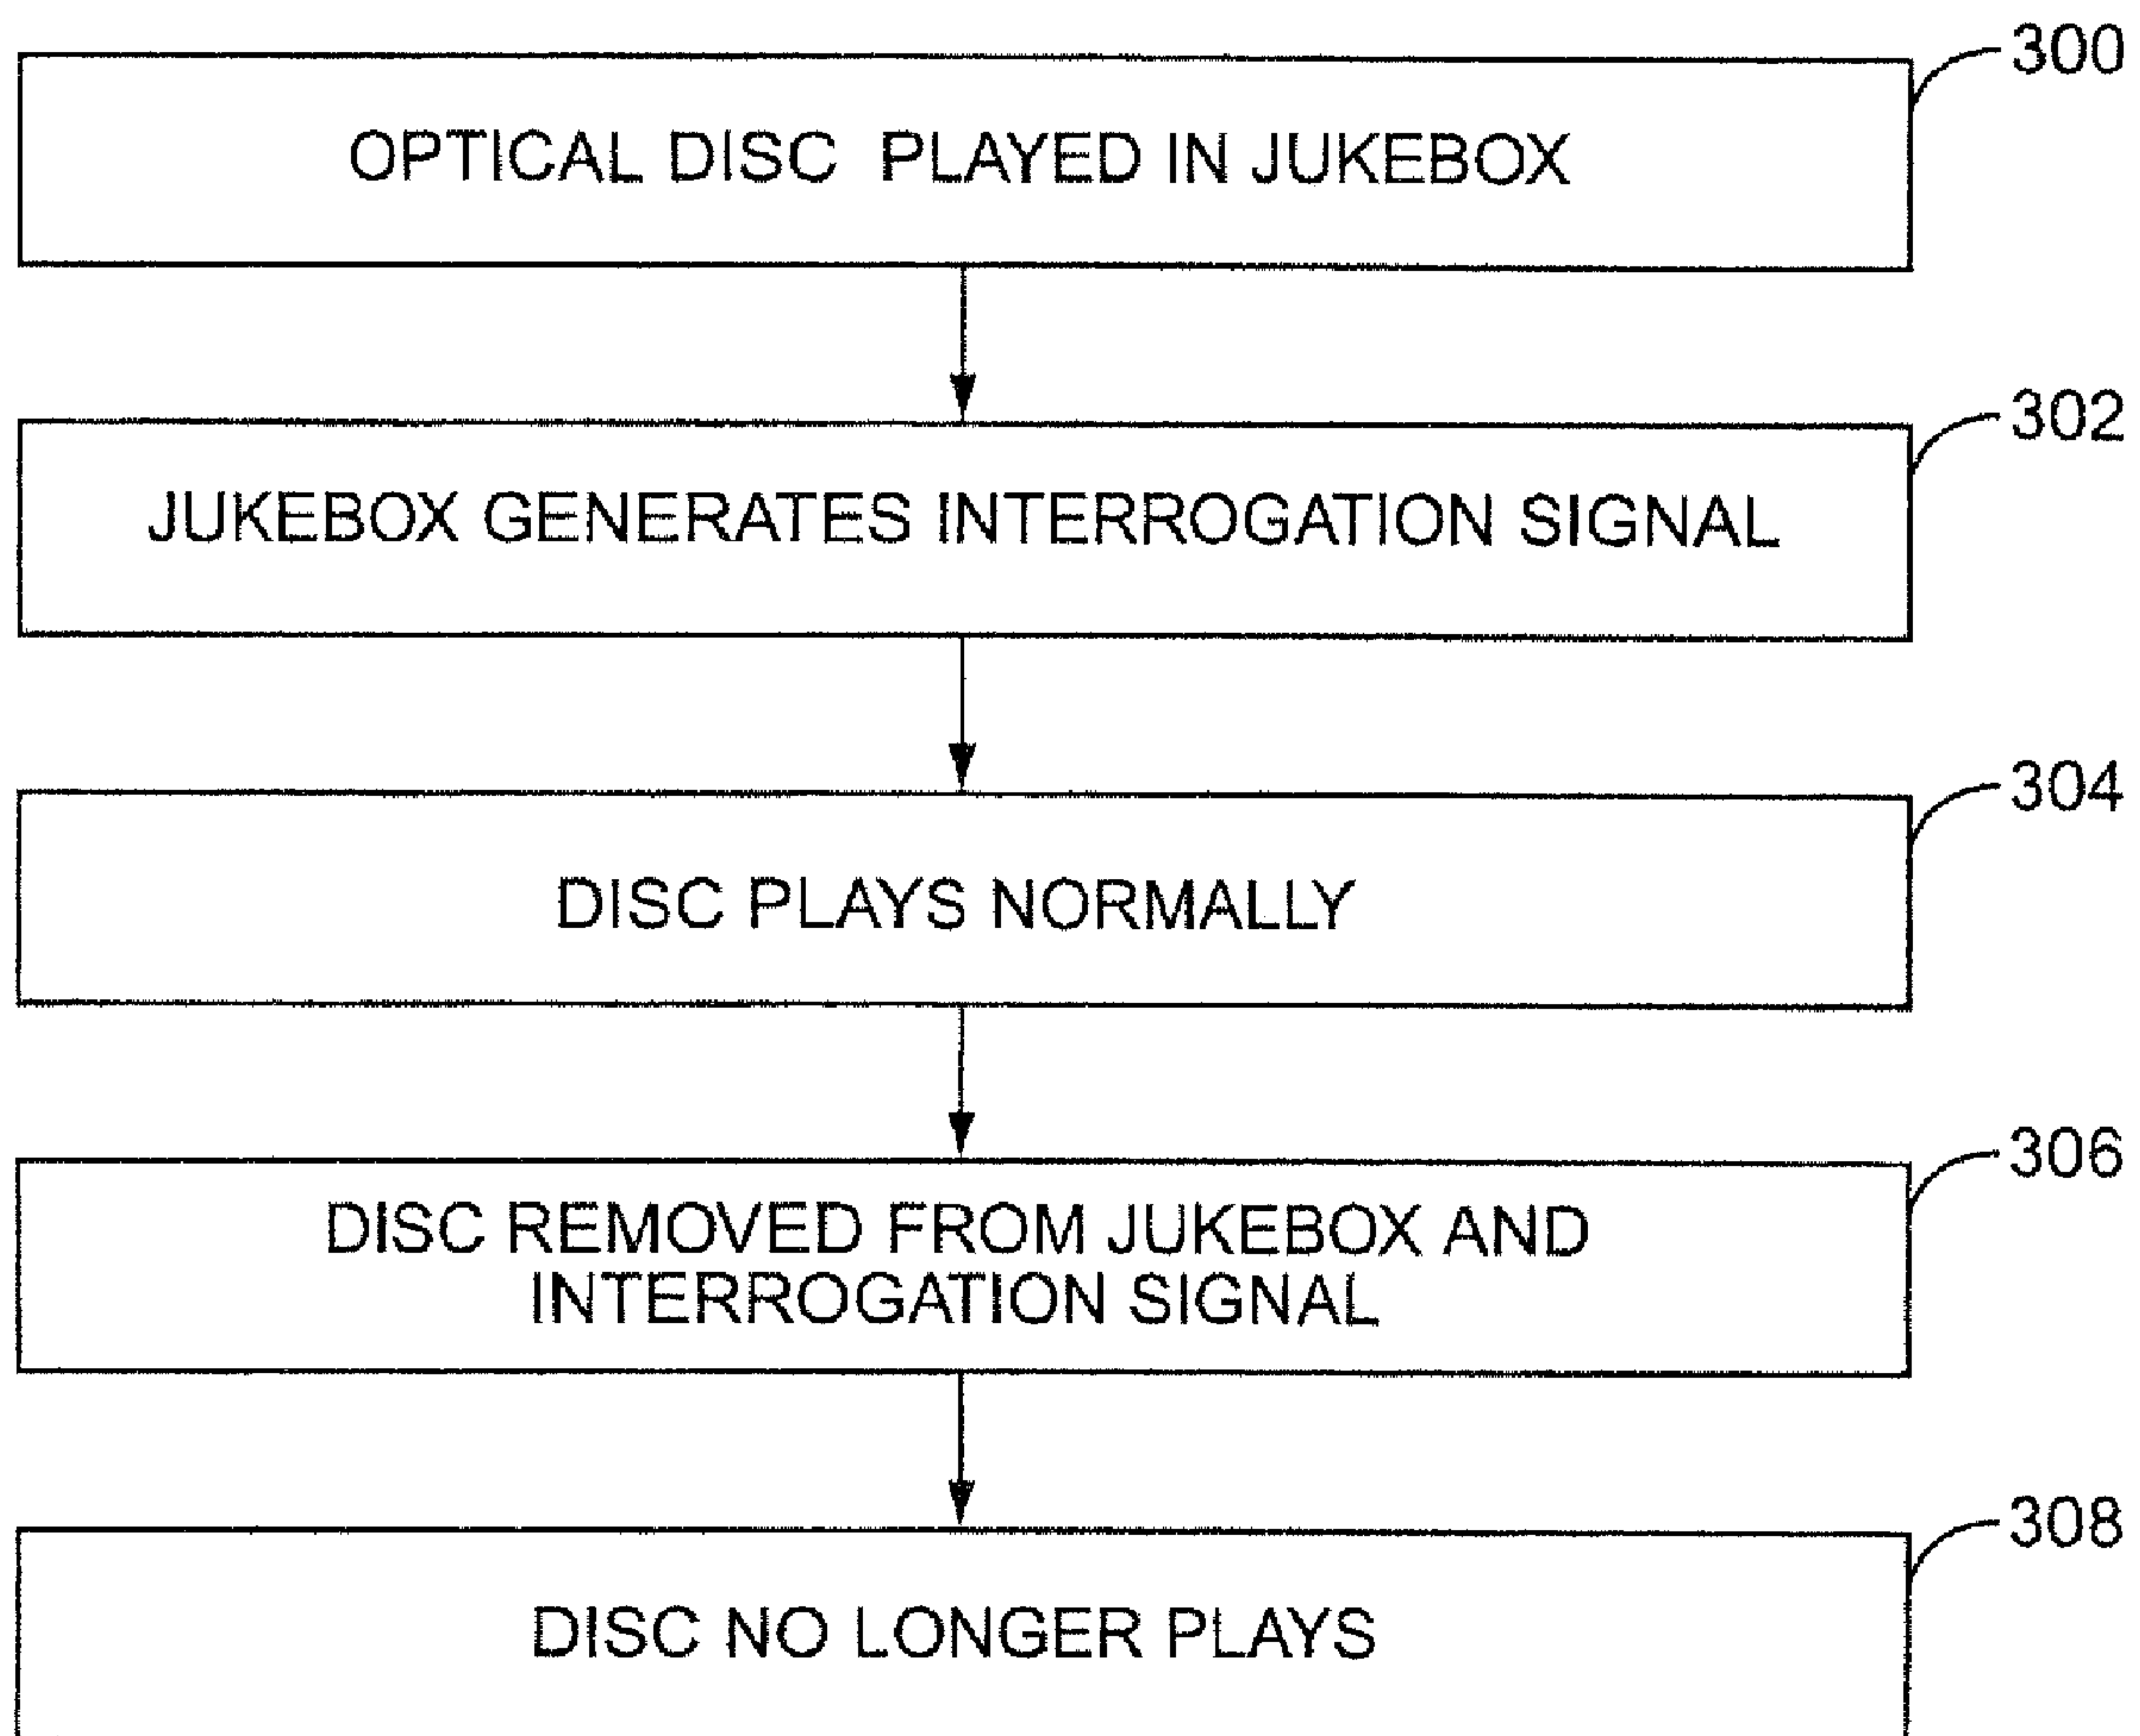 300
OPTICAL DISC PLAYED IN JUKEBOX
302
JUKEBOX GENERATES INTERROGATION SIGNAL
304
DISC PLAYS NORMALLY
306
DISC REMOVED FROM JUKEBOX AND
INTERROGATION SIGNAL
308
DISC NO LONGER PLAYS